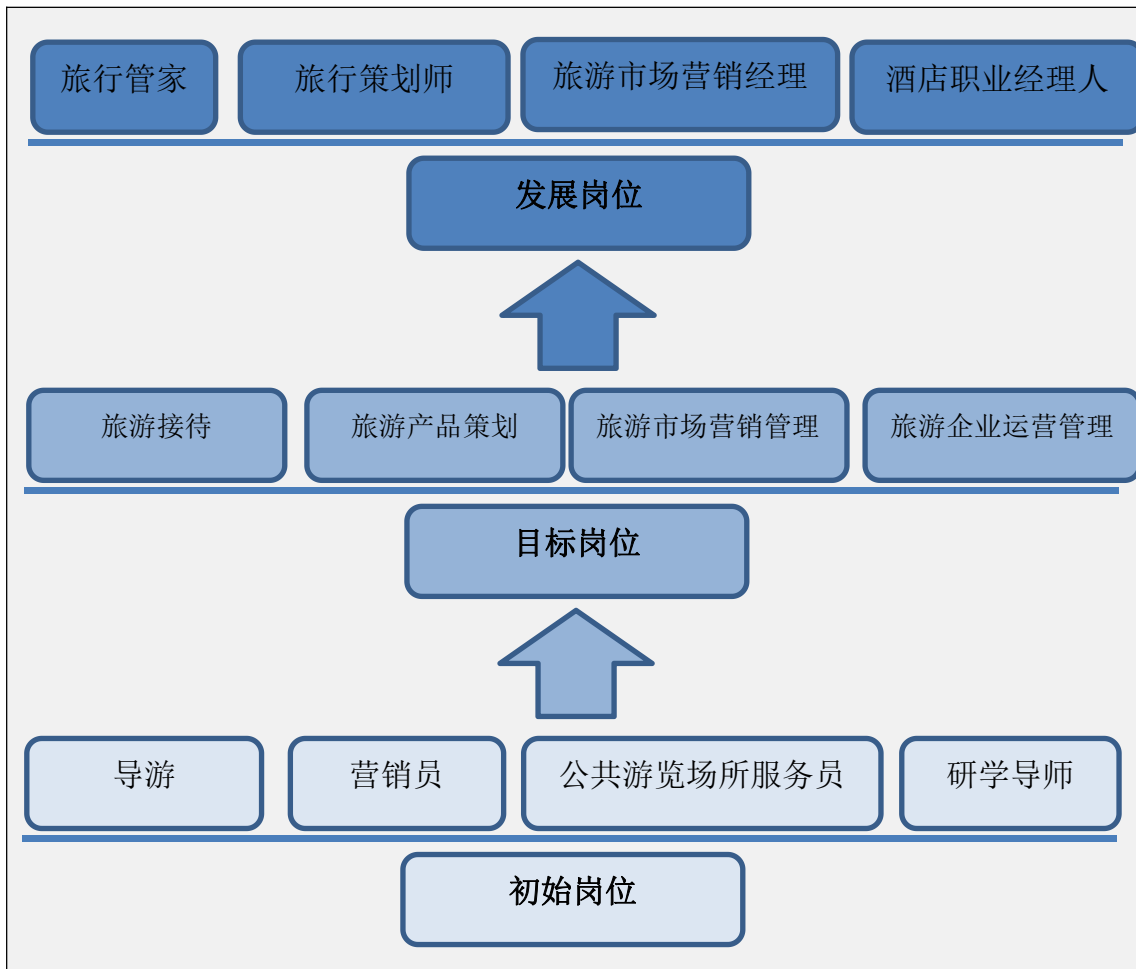 旅行管家
旅行策划师
旅游市场营销经理
酒店职业经理人
发展岗位
旅游接待
旅游产品策划
旅游市场营销管理
旅游企业运营管理
目标岗位
导游
营销员
公共游览场所服务员
研学导师
初始岗位